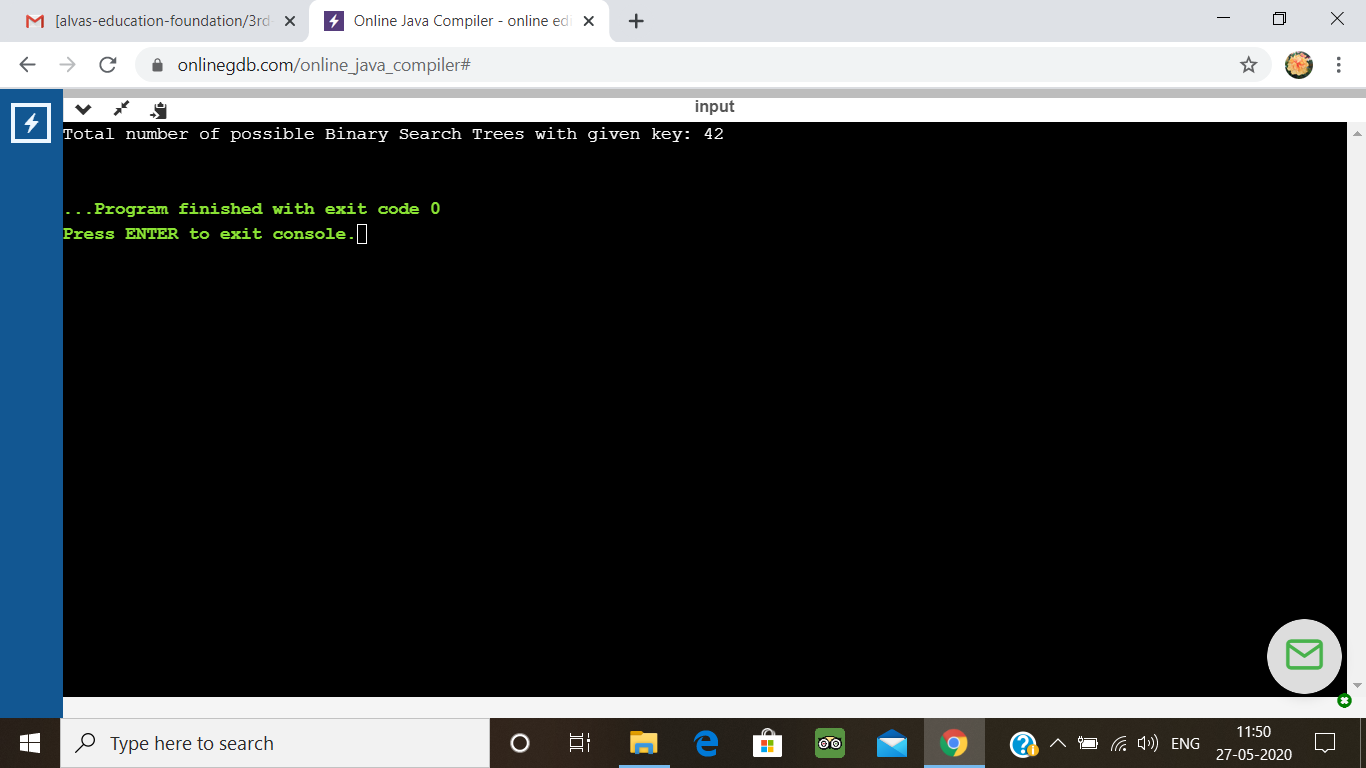 [alvas-education-foundation/3rd-
Online Java Compiler - online edi
onlinegdb.com/online_java_compiler#
input
Total number of possible Binary Search Trees with given key: 42
...Program finished with exit code 0
Press ENTER to exit console.
Type here to search
ENG
11:50
27-05-2020